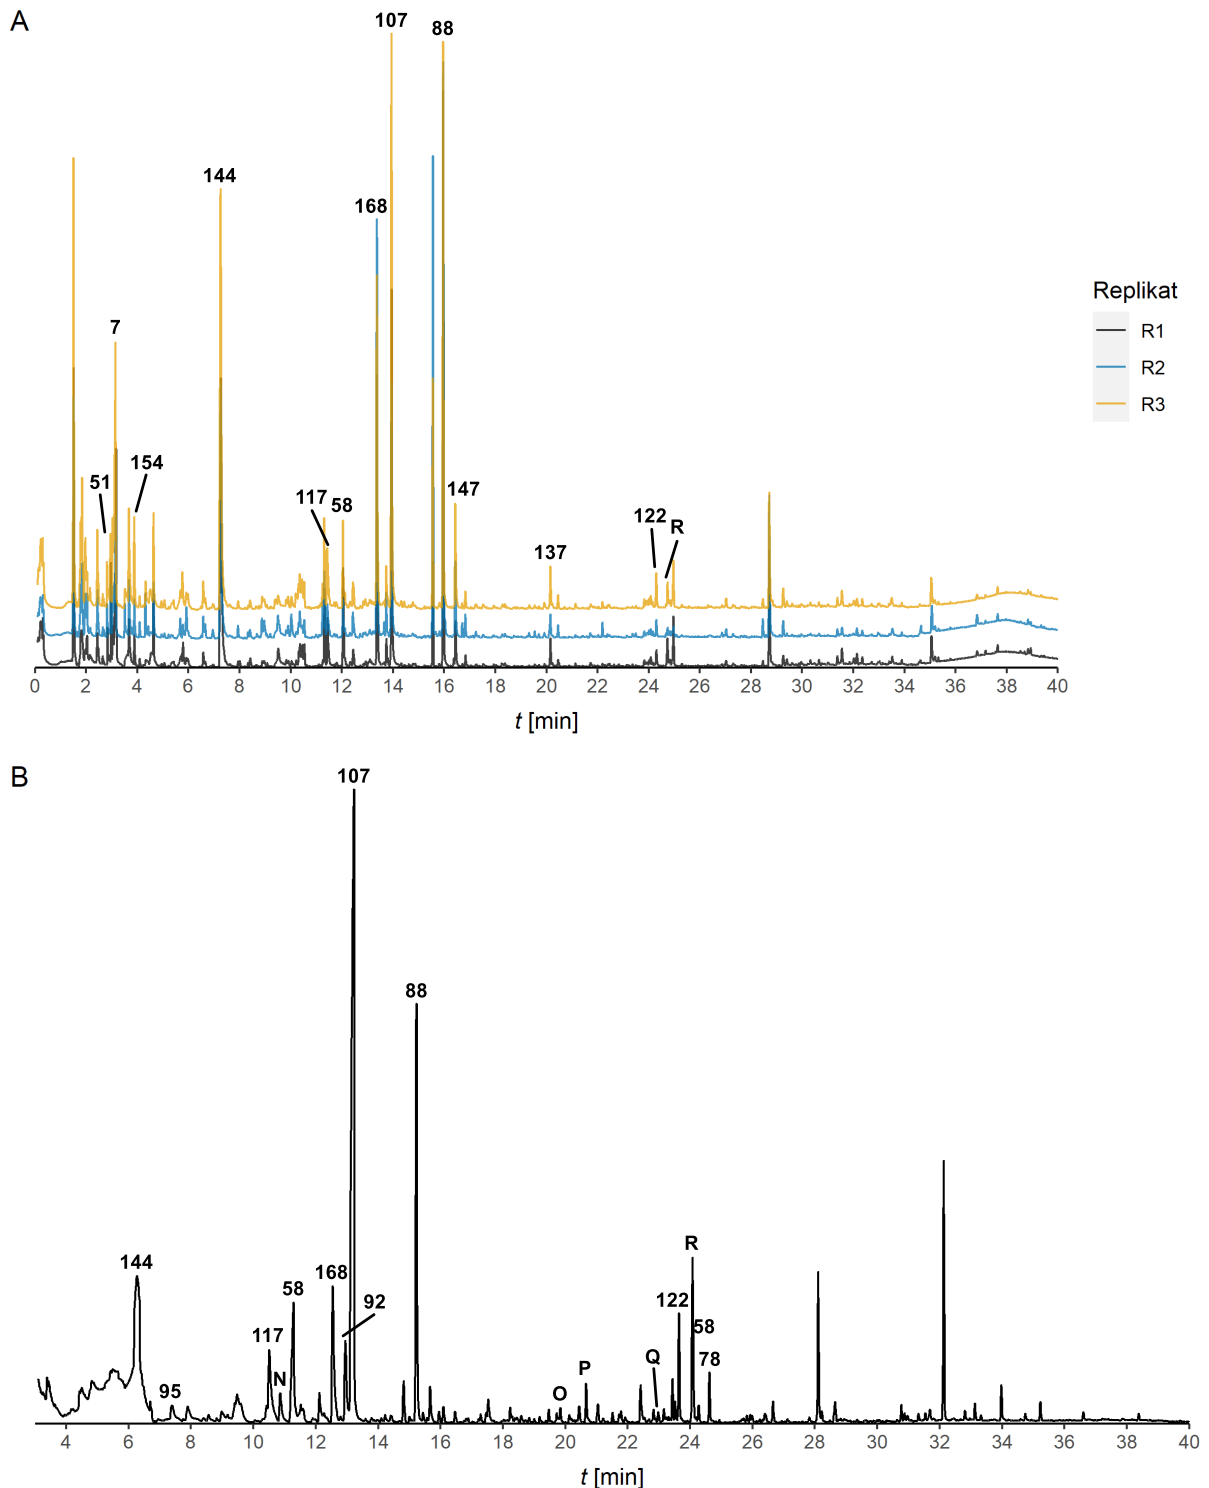 A
107
88
144
168
7
51
154
117
58
147
137
122
R
Replikat
R1
R2
R3
0 2 4 6 8 10 12 14 16 18 20 22 24 26 28 30 32 34 36 38 40
t [min]
B
107
88
144
168
58
92
117
N
95
R
122
58
78
Q
P
O
4 6 8 10 12 14 16 18 20 22 24 26 28 30 32 34 36 38 40
t [min]